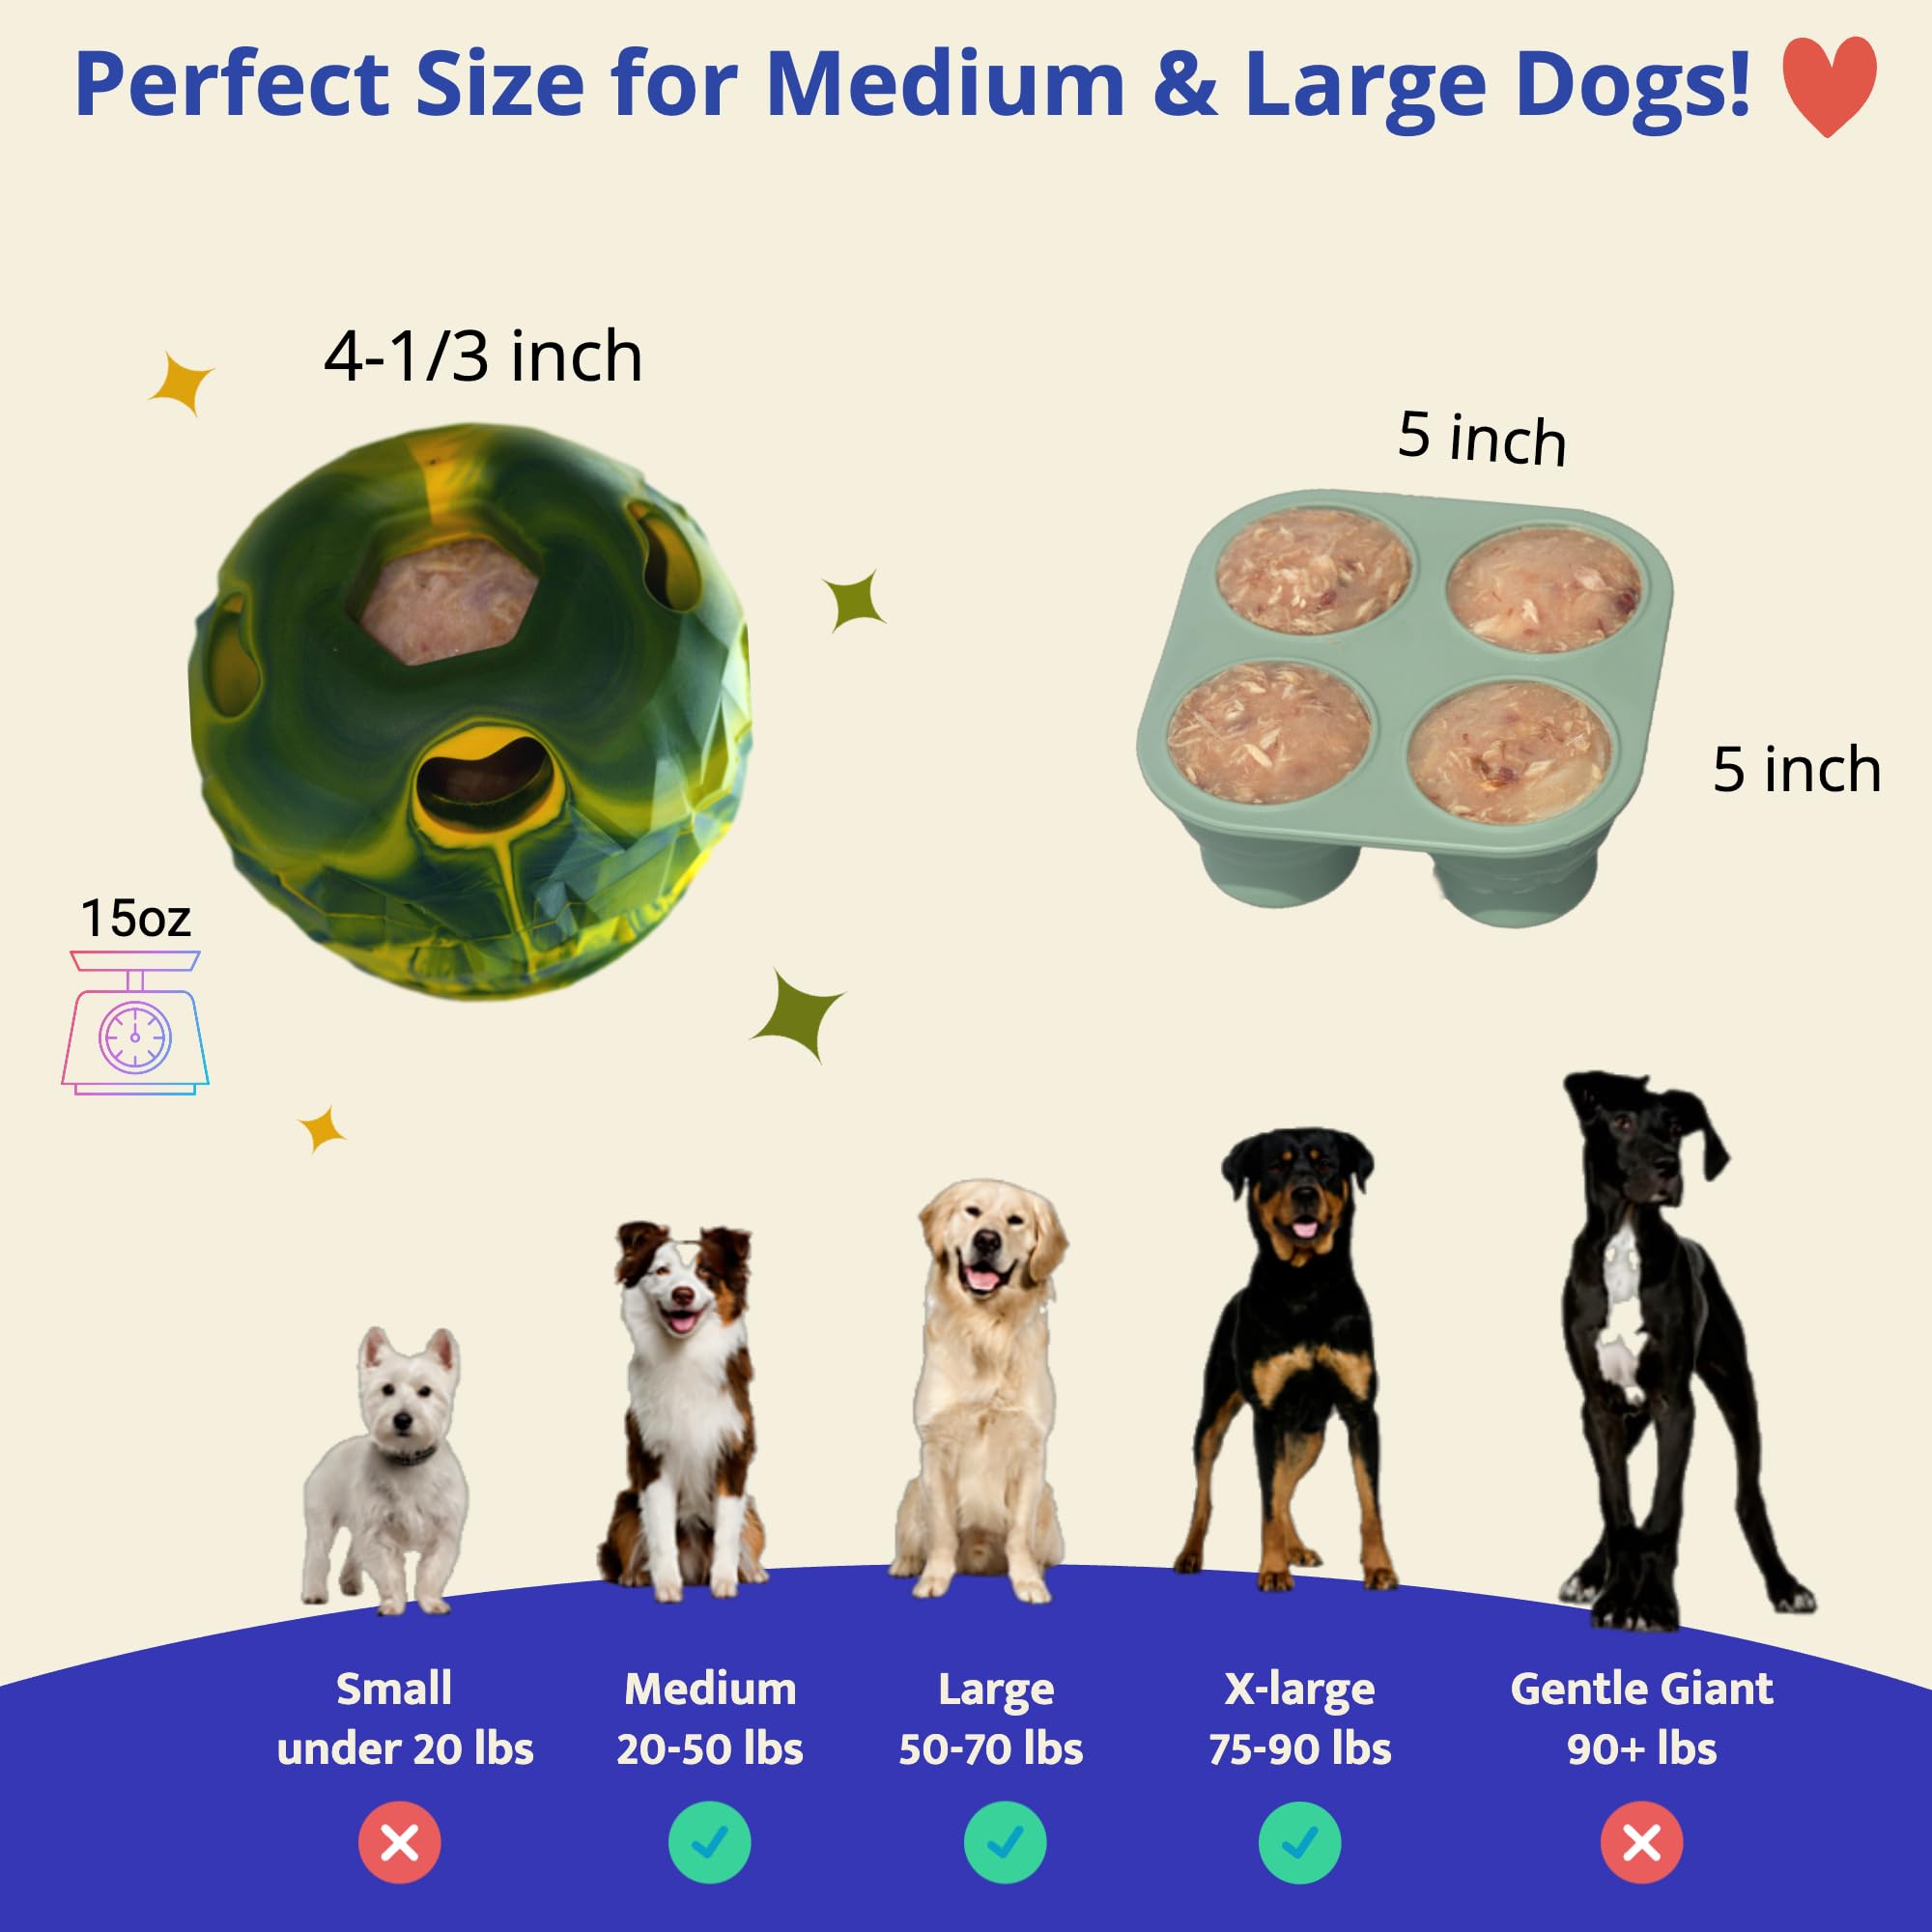 Perfect Size for Medium & Large Dogs!
4-1/3 inch
5 inch
5 inch
15oz
Small
under 20 lbs
Medium
20-50 lbs
Large
50-70 lbs
X-large
75-90 lbs
Gentle Giant
90+ lbs